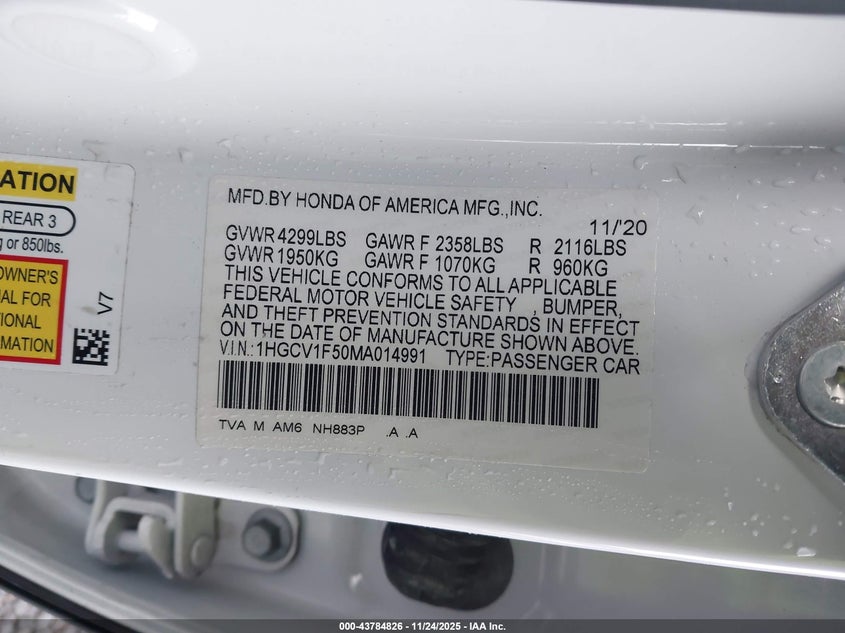 ATION
REAR 3
g or 850lbs.
OWNER'S
UAL FOR
TIONAL
RMATION
V7
MFD.BY HONDA OF AMERICA MFG.,INC.
11/'20
GVWR 4299LBS GAWR F 2358LBS R 2116LBS
GVWR 1950KG GAWR F 1070KG R 960KG
THIS VEHICLE CONFORMS TO ALL APPLICABLE
FEDERAL MOTOR VEHICLE SAFETY , BUMPER,
AND THEFT PREVENTION STANDARDS IN EFFECT
ON THE DATE OF MANUFACTURE SHOWN ABOVE.
V.I.N.:1HGCV1F50MA014991 TYPE:PASSENGER CAR
TVA M AM6 NH883P .A .A
000-43784826 - 11/24/2025 - IAA Inc.